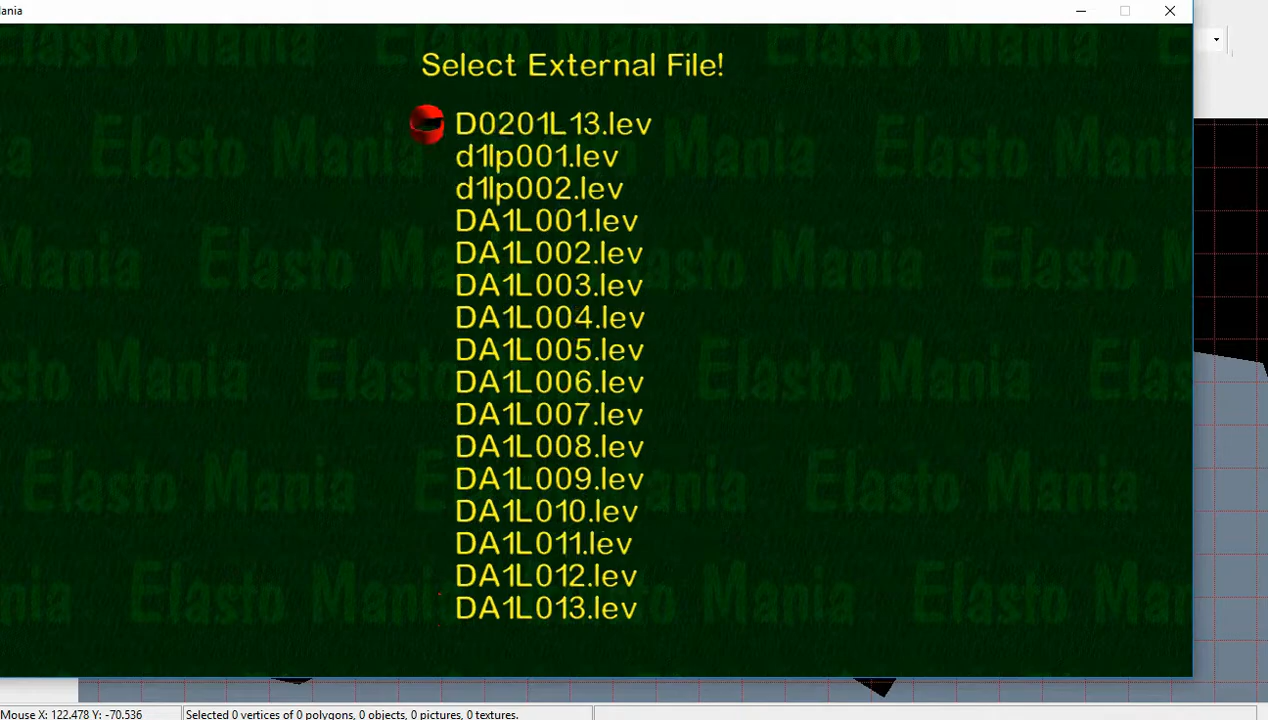 ania
Select External File!
D0201L13.lev
d1lp001.lev
d1lp002.lev
DA1L001.lev
DA1L002.lev
DA1L003.lev
DA1L004.lev
DA1L005.lev
DA1L006.lev
DA1L007.lev
DA1L008.lev
DA1L009.lev
DA1L010.lev
DA1L011.lev
DA1L012.lev
DA1L013.lev
Elasto Mania
Mouse X: 122.478 Y: -70.536
Selected 0 vertices of 0 polygons, 0 objects, 0 pictures, 0 textures.